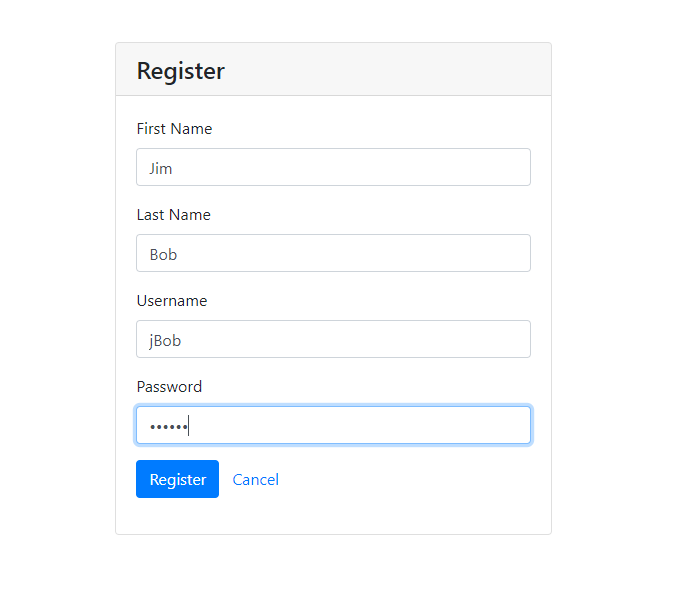 Register
First Name
Jim
Last Name
Bob
Username
jBob
Password
••••••
Register Cancel